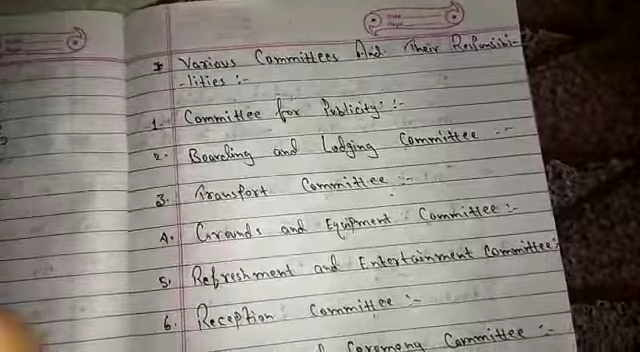 * Various Committees And Their Responsibi-
-lities :-
1. Committee for Publicity :-
2. Boarding and Lodging Committee :-
3. Transport Committee :-
4. Grounds and Equipment Committee :-
5. Refreshment and Entertainment Committee :-
6. Reception Committee :-
Ceremony Committee :-